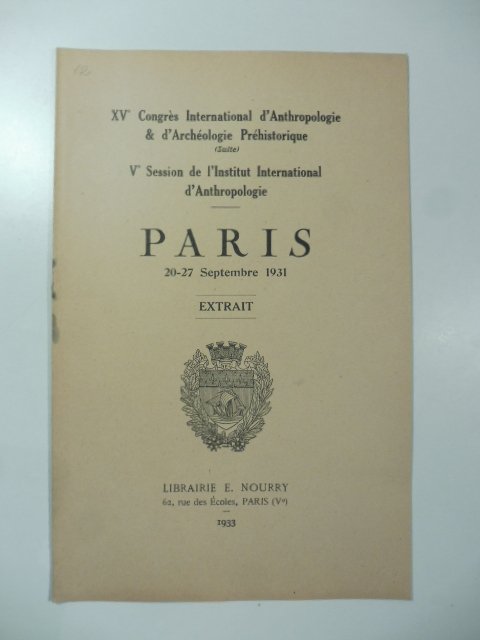 XVᵉ Congrès International d'Anthropologie
& d'Archéologie Préhistorique
(Suite)
Vᵉ Session de l'Institut International
d'Anthropologie
PARIS
20-27 Septembre 1931
EXTRAIT
LIBRAIRIE E. NOURRY
62, rue des Écoles, PARIS (Vᵉ)
1933